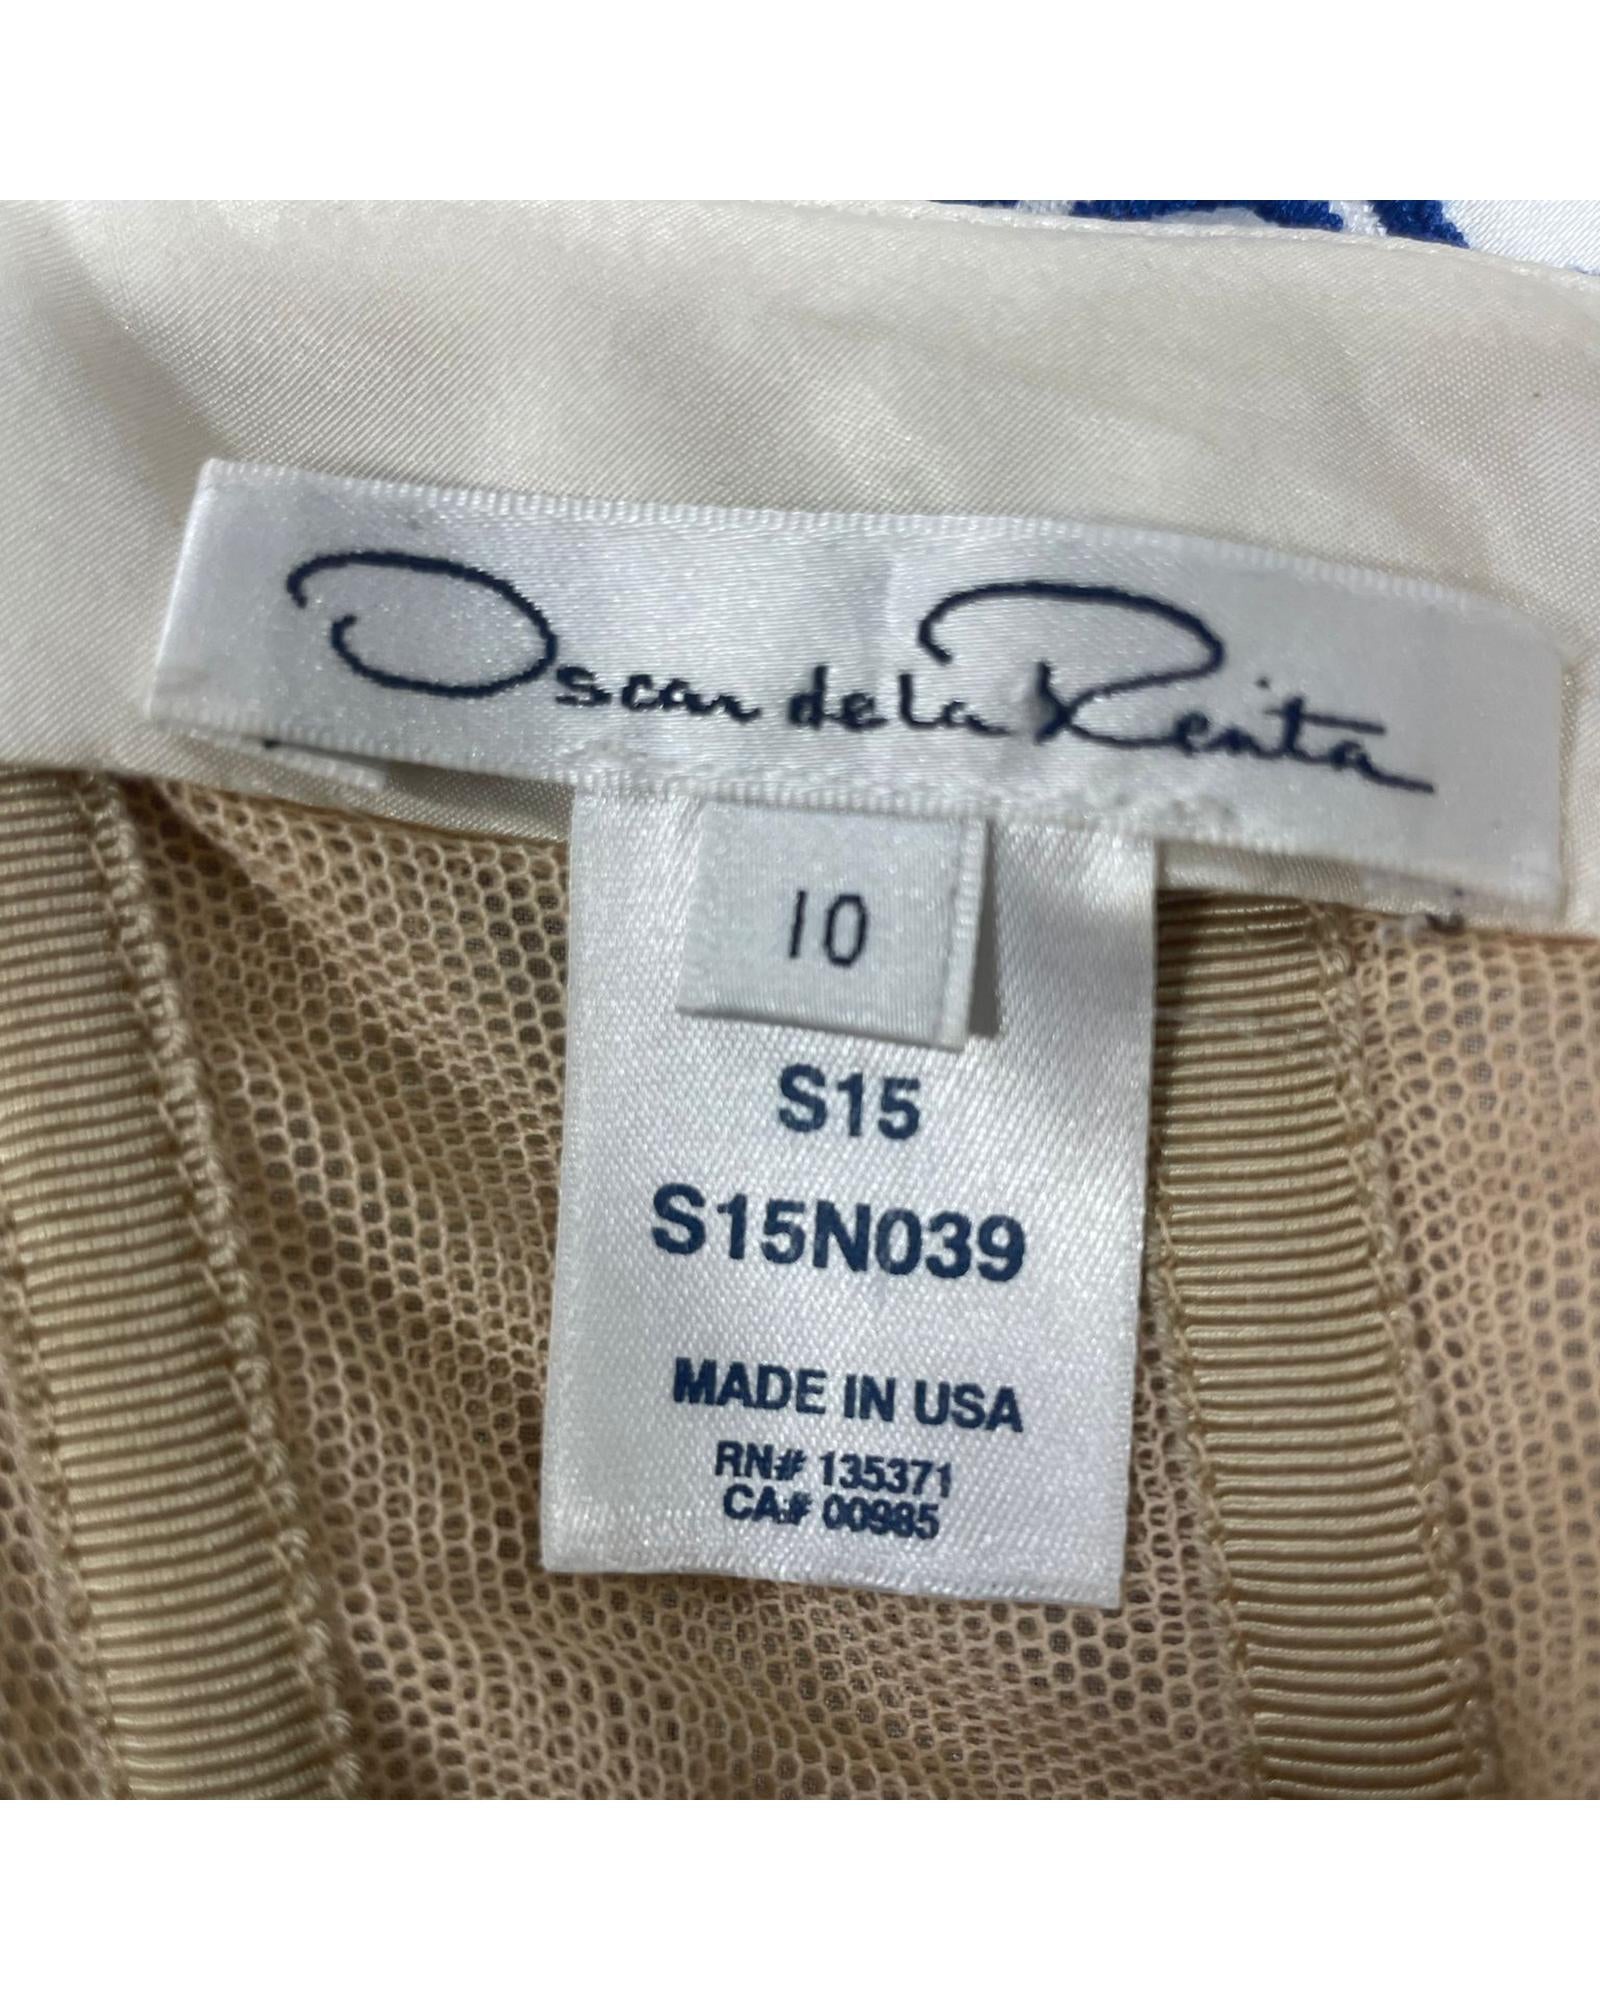 Oscar de la Renta
10
S15
S15N039
MADE IN USA
RN# 135371
CA# 00985